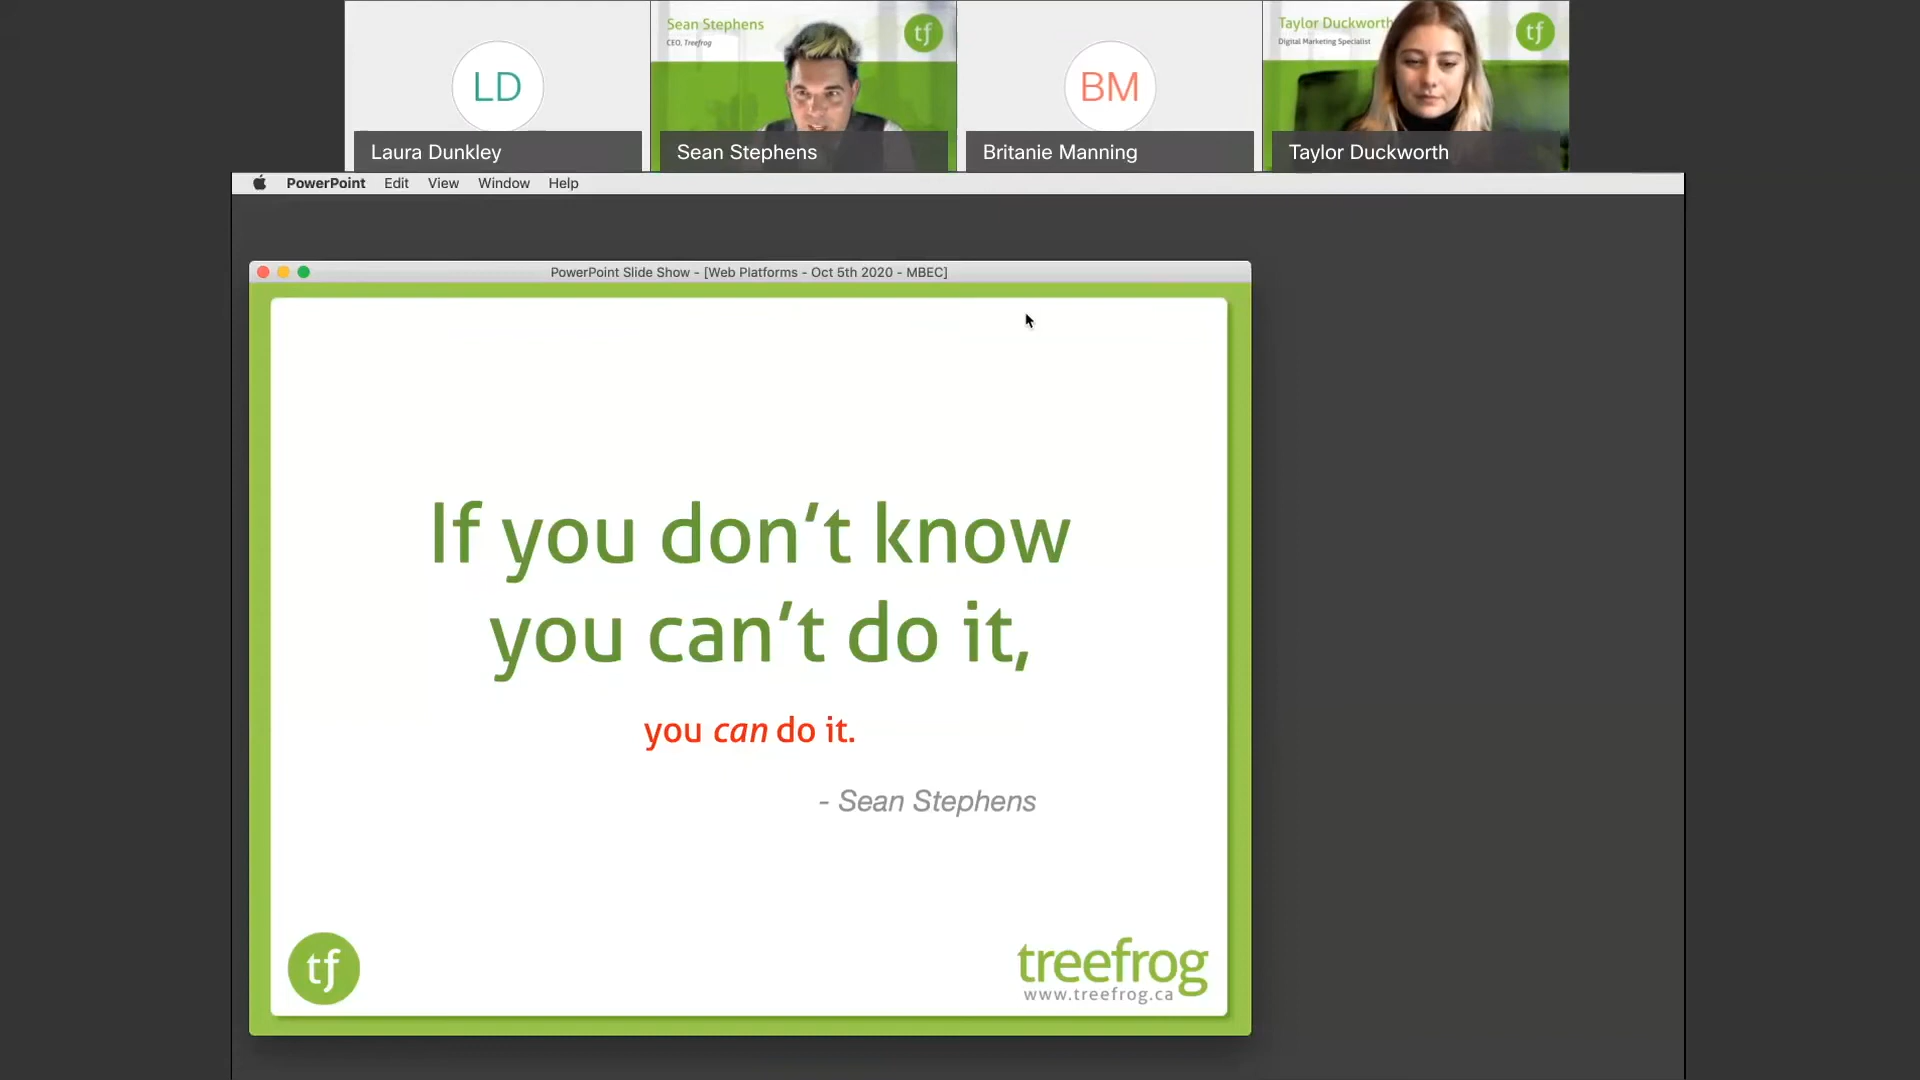 LD
Laura Dunkley
Sean Stephens
CEO, Treefrog
tf
Sean Stephens
BM
Britanie Manning
Taylor Duckworth
Digital Marketing Specialist
tf
Taylor Duckworth
PowerPoint Edit View Window Help
PowerPoint Slide Show - [Web Platforms - Oct 5th 2020 - MBEC]
If you don't know
you can't do it,
you can do it.
- Sean Stephens
tf
treefrog
www.treefrog.ca